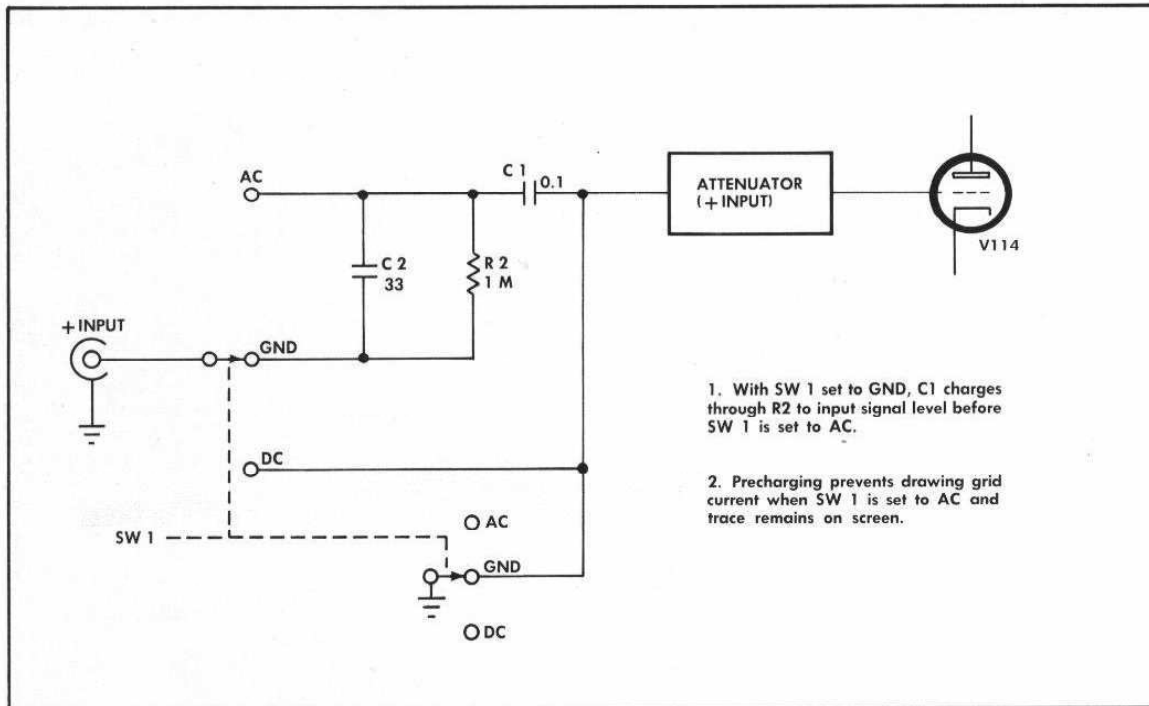 AC
C 1
0.1
ATTENUATOR
(+ INPUT)
V114
C 2
33
R 2
1 M
+ INPUT
GND
1. With SW 1 set to GND, C1 charges
through R2 to input signal level before
SW 1 is set to AC.
DC
2. Precharging prevents drawing grid
current when SW 1 is set to AC and
trace remains on screen.
AC
SW 1
GND
DC